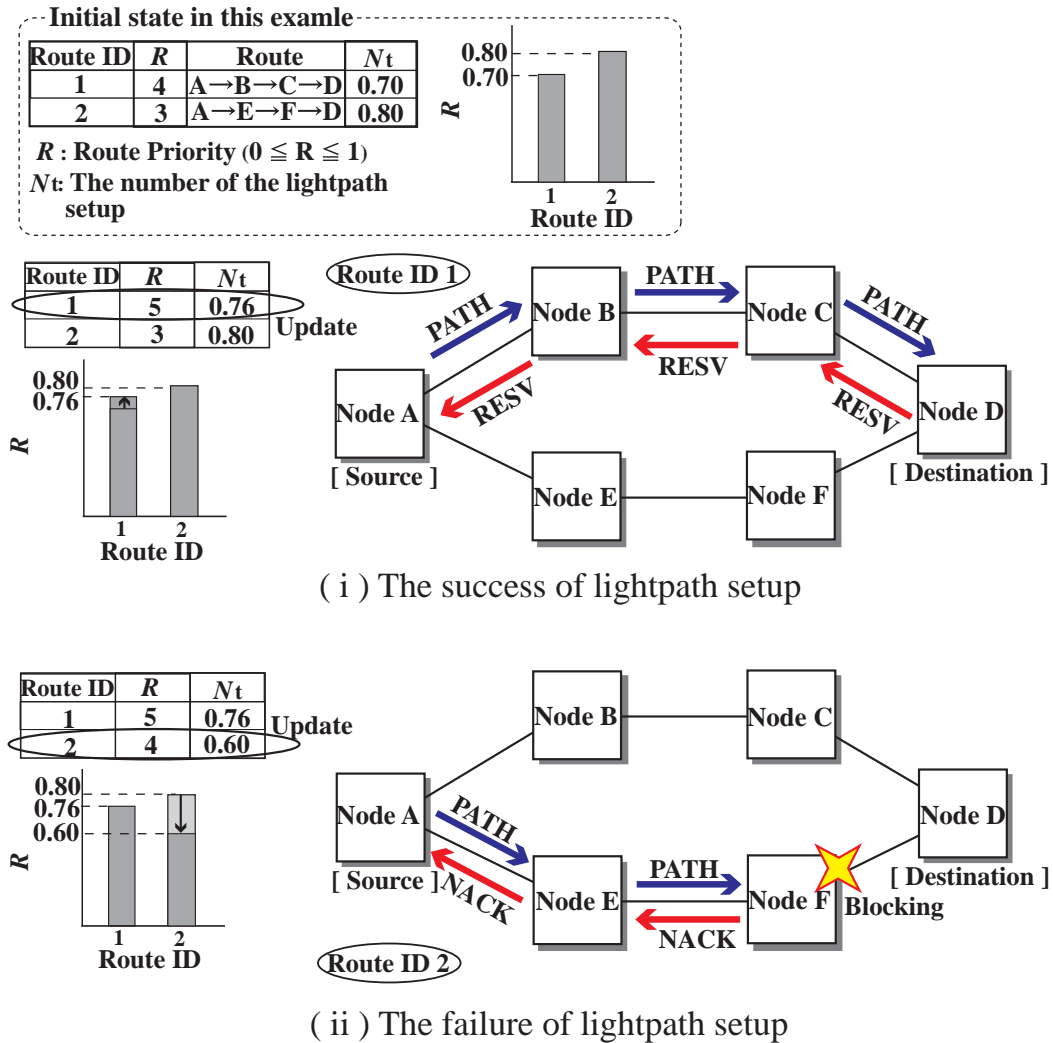 Initial state in this examle
Route ID R Route Nt
1 4 A→B→C→D 0.70
2 3 A→E→F→D 0.80
R : Route Priority (0 ≦ R ≦ 1)
Nt: The number of the lightpath
setup
0.80
0.70
R
1 2
Route ID
Route ID R Nt
1 5 0.76
2 3 0.80
Update
0.80
0.76
R
1 2
Route ID
Route ID 1
PATH
PATH
PATH
RESV
RESV
RESV
Node A
Node B
Node C
Node D
Node E
Node F
[ Source ]
[ Destination ]
( i ) The success of lightpath setup
Route ID R Nt
1 5 0.76
2 4 0.60
Update
0.80
0.76
0.60
R
1 2
Route ID
Node B
Node C
Node A
Node D
PATH
PATH
[ Source ]
NACK
Node E
NACK
Node F
Blocking
[ Destination ]
Route ID 2
( ii ) The failure of lightpath setup